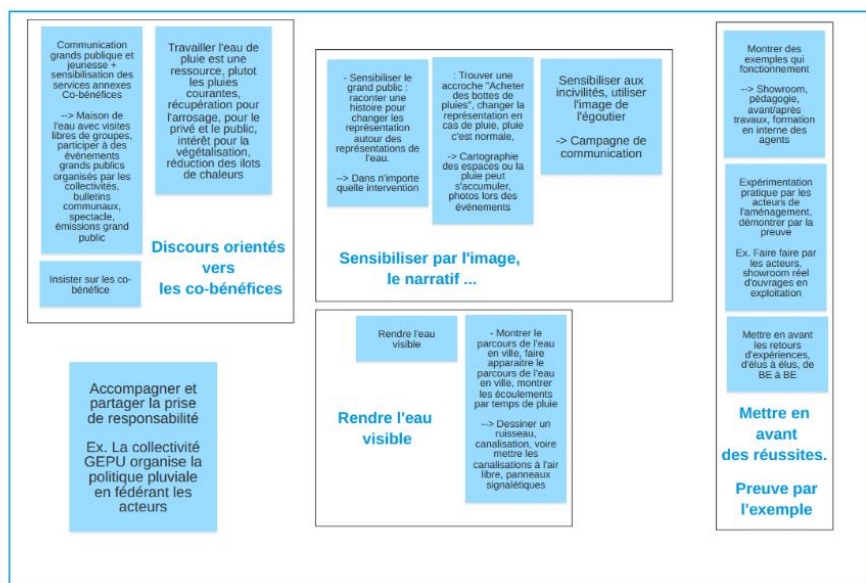 Communication
grands publique et
jeunesse +
sensibilisation des
services annexes
Co-bénéfices
--> Maison de
l'eau avec visites
libres de groupes,
participer à des
événements
grands publics
organisés par les
collectivités,
bulletins
communaux,
spectacle,
émissions grand
public
Travailler l'eau de
pluie est une
ressource, plutot
les pluies
courantes,
récupération pour
l'arrosage, pour le
privé et le public,
intérêt pour la
végétalisation,
réduction des ilots
de chaleurs
Insister sur les co-
bénéfice
Discours orientés
vers
les co-bénéfices
- Sensibiliser le
grand public :
raconter une
histoire pour
changer les
représentation
autour des
représentations de
l'eau.
--> Dans n'importe
quelle intervention
: Trouver une
accroche "Acheter
des bottes de
pluies", changer la
représentation en
cas de pluie, pluie
c'est normale,
-> Cartographie
des espaces ou la
pluie peut
s'accumuler,
photos lors des
événements
Sensibiliser aux
incivilités, utiliser
l'image de
l'égoutier
-> Campagne de
communication
Sensibiliser par l'image,
le narratif ...
Montrer des
exemples qui
fonctionnement
--> Showroom,
pédagogie,
avant/après
travaux, formation
en interne des
agents
Expérimentation
pratique par les
acteurs de
l'aménagement,
démontrer par la
preuve
Ex. Faire faire par
les acteurs,
showroom réel
d'ouvrages en
exploitation
Mettre en avant
les retours
d'expériences,
d'élus à élus, de
BE à BE
Mettre en
avant
des réussites.
Preuve par
l'exemple
Accompagner et
partager la prise
de responsabilité
Ex. La collectivité
GEPU organise la
politique pluviale
en fédérant les
acteurs
Rendre l'eau
visible
- Montrer le
parcours de l'eau
en ville, faire
apparaitre le
parcours de l'eau
en ville, montrer
les écoulements
par temps de pluie
--> Dessiner un
ruisseau,
canalisation, voire
mettre les
canalisations à l'air
libre, panneaux
signalétiques
Rendre l'eau
visible